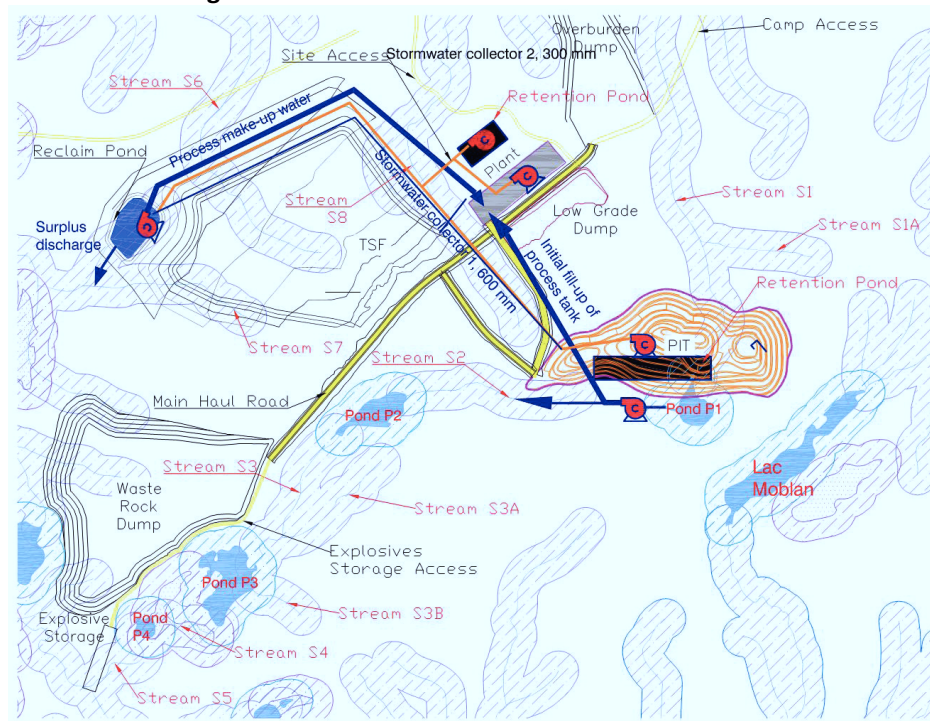 Overburden
Dump
Camp Access
Site Access
Stormwater collector 2, 300 mm
Stream S6
Retention Pond
Process make-up water
Reclaim Pond
Plant
Stream
S8
Stormwater collector 1, 600 mm
Stream S1
Low Grade
Dump
Stream S1A
Surplus
discharge
TSF
Initial fill-up of
process tank
Retention Pond
Stream S7
Stream S2
PIT
Main Haul Road
Pond P2
Pond P1
Stream S3
Lac
Moblan
Waste
Rock
Dump
Stream S3A
Explosives
Storage Access
Pond P3
Stream S3B
Explosive
Storage
Pond
P4
Stream S4
Stream S5
C
C
C
C
C